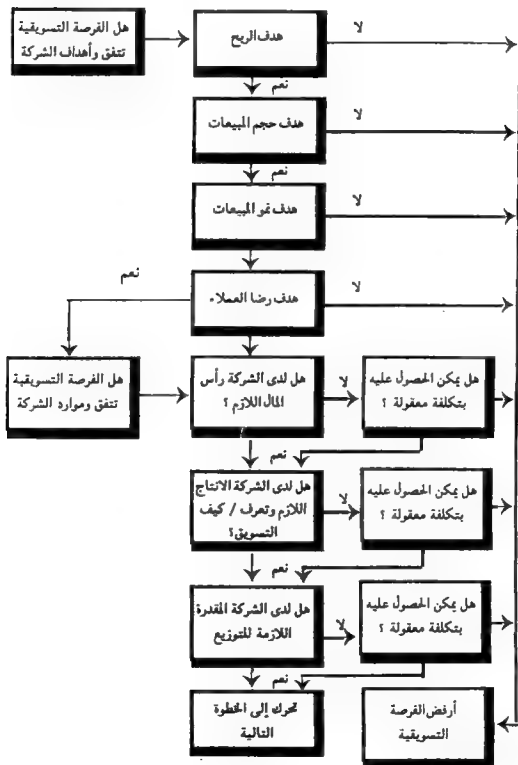 هل الفرصة التسويقية
تتفق وأهداف الشركة
هدف الربح
لا
نعم
هدف حجم المبيعات
لا
نعم
هدف نمو المبيعات
لا
هدف رضا العملاء
لا
نعم
هل الفرصة التسويقية
تتفق وموارد الشركة
هل لدى الشركة رأس
المال اللازم ؟
لا
هل يمكن الحصول عليه
بتكلفة معقولة ؟
نعم
هل لدى الشركة الانتاج
اللازم وتعرف / كيف
التسويق؟
لا
هل يمكن الحصول عليه
بتكلفة معقولة ؟
نعم
هل لدى الشركة المقدرة
اللازمة للتوزيع
لا
هل يمكن الحصول عليه
بتكلفة معقولة ؟
نعم
تحرك إلى الخطوة
التالية
أرفض الفرصة
التسويقية